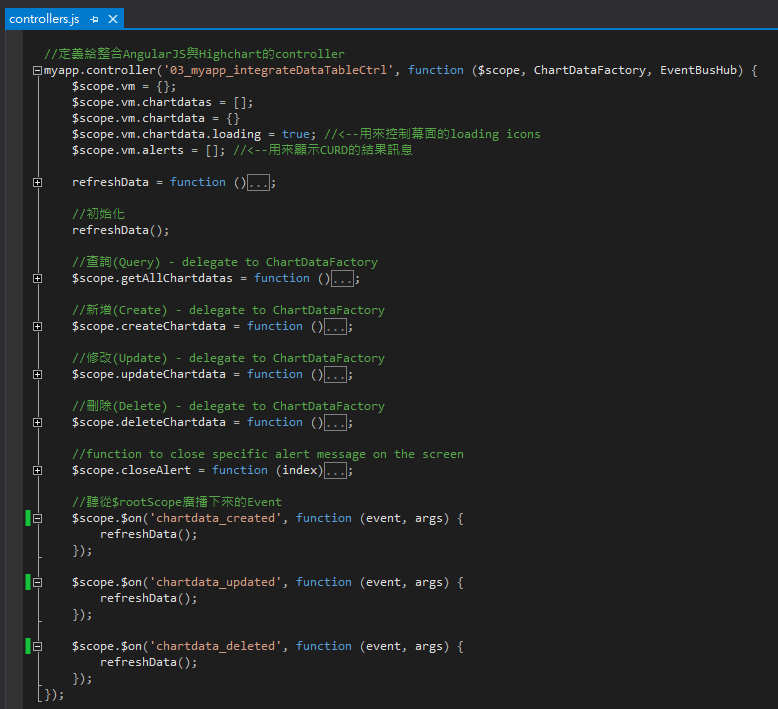 controllers.js
//定義給整合AngularJS與Highchart的controller
myapp.controller('03_myapp_integrateDataTableCtrl', function ($scope, ChartDataFactory, EventBusHub) {
$scope.vm = {};
$scope.vm.chartdatas = [];
$scope.vm.chartdata = {}
$scope.vm.chartdata.loading = true; //<--用來控制幕面的loading icons
$scope.vm.alerts = []; //<--用來顯示CURD的結果訊息
refreshData = function ()...;
//初始化
refreshData();
//查詢(Query) - delegate to ChartDataFactory
$scope.getAllChartdatas = function ()...;
//新增(Create) - delegate to ChartDataFactory
$scope.createChartdata = function ()...;
//修改(Update) - delegate to ChartDataFactory
$scope.updateChartdata = function ()...;
//刪除(Delete) - delegate to ChartDataFactory
$scope.deleteChartdata = function ()...;
//function to close specific alert message on the screen
$scope.closeAlert = function (index)...;
//聽從$rootScope廣播下來的Event
$scope.$on('chartdata_created', function (event, args) {
refreshData();
});
$scope.$on('chartdata_updated', function (event, args) {
refreshData();
});
$scope.$on('chartdata_deleted', function (event, args) {
refreshData();
});
});